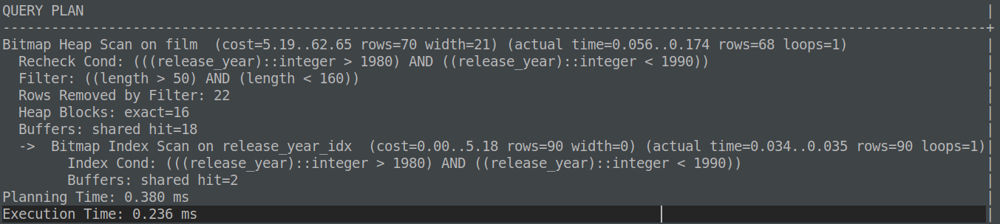 QUERY PLAN |
------------------------------------------------------------------------------------------------------------------------+
Bitmap Heap Scan on film  (cost=5.19..62.65 rows=70 width=21) (actual time=0.056..0.174 rows=68 loops=1) |
  Recheck Cond: (((release_year)::integer > 1980) AND ((release_year)::integer < 1990)) |
  Filter: ((length > 50) AND (length < 160)) |
  Rows Removed by Filter: 22 |
  Heap Blocks: exact=16 |
  Buffers: shared hit=18 |
  ->  Bitmap Index Scan on release_year_idx  (cost=0.00..5.18 rows=90 width=0) (actual time=0.034..0.035 rows=90 loops=1)|
        Index Cond: (((release_year)::integer > 1980) AND ((release_year)::integer < 1990)) |
        Buffers: shared hit=2 |
Planning Time: 0.380 ms |
Execution Time: 0.236 ms |